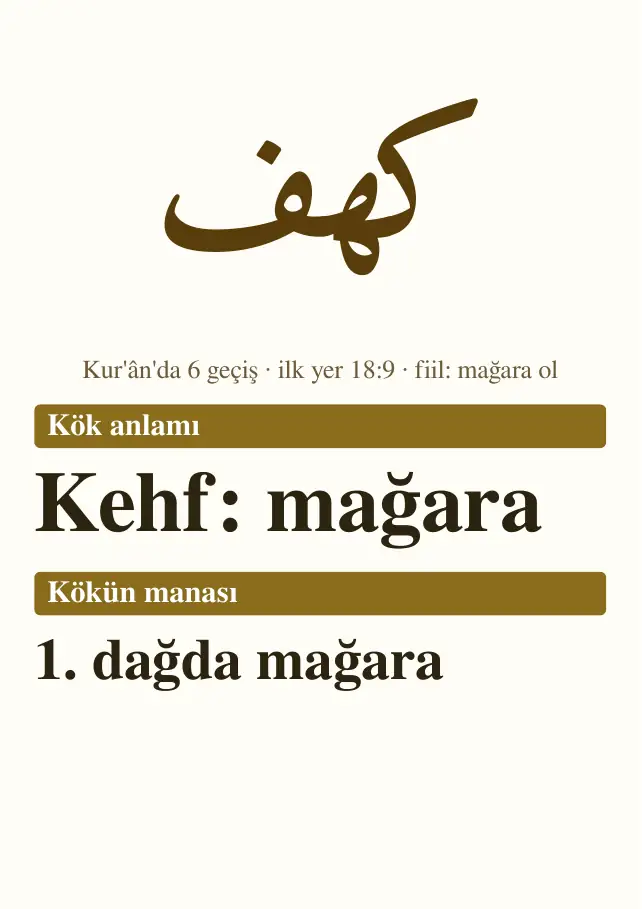 كهف
Kur'ân'da 6 geçiş · ilk yer 18:9 · fiil: mağara ol
Kök anlamı
Kehf: mağara
Kökün manası
1. dağda mağara